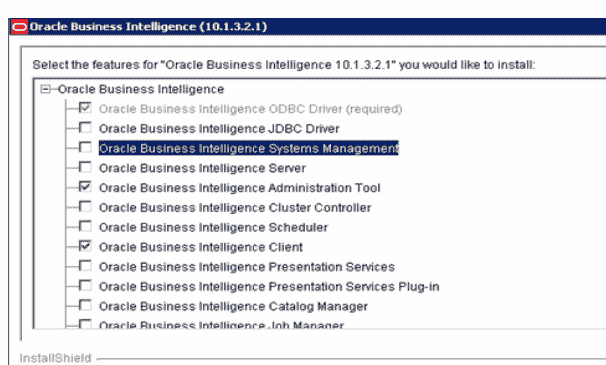 Oracle Business Intelligence (10.1.3.2.1)
Select the features for "Oracle Business Intelligence 10.1.3.2.1" you would like to install:
Oracle Business Intelligence
Oracle Business Intelligence ODBC Driver (required)
Oracle Business Intelligence JDBC Driver
Oracle Business Intelligence Systems Management
Oracle Business Intelligence Server
Oracle Business Intelligence Administration Tool
Oracle Business Intelligence Cluster Controller
Oracle Business Intelligence Scheduler
Oracle Business Intelligence Client
Oracle Business Intelligence Presentation Services
Oracle Business Intelligence Presentation Services Plug-in
Oracle Business Intelligence Catalog Manager
Oracle Business Intelligence Job Manager
InstallShield